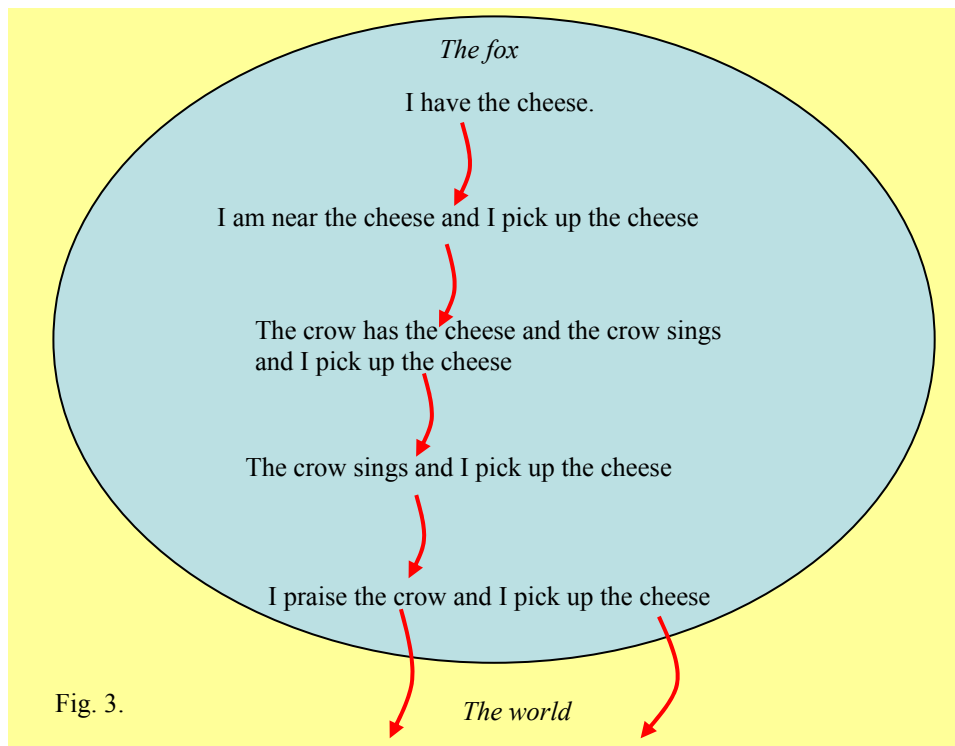 The fox
I have the cheese.
I am near the cheese and I pick up the cheese
The crow has the cheese and the crow sings
and I pick up the cheese
The crow sings and I pick up the cheese
I praise the crow and I pick up the cheese
Fig. 3.
The world